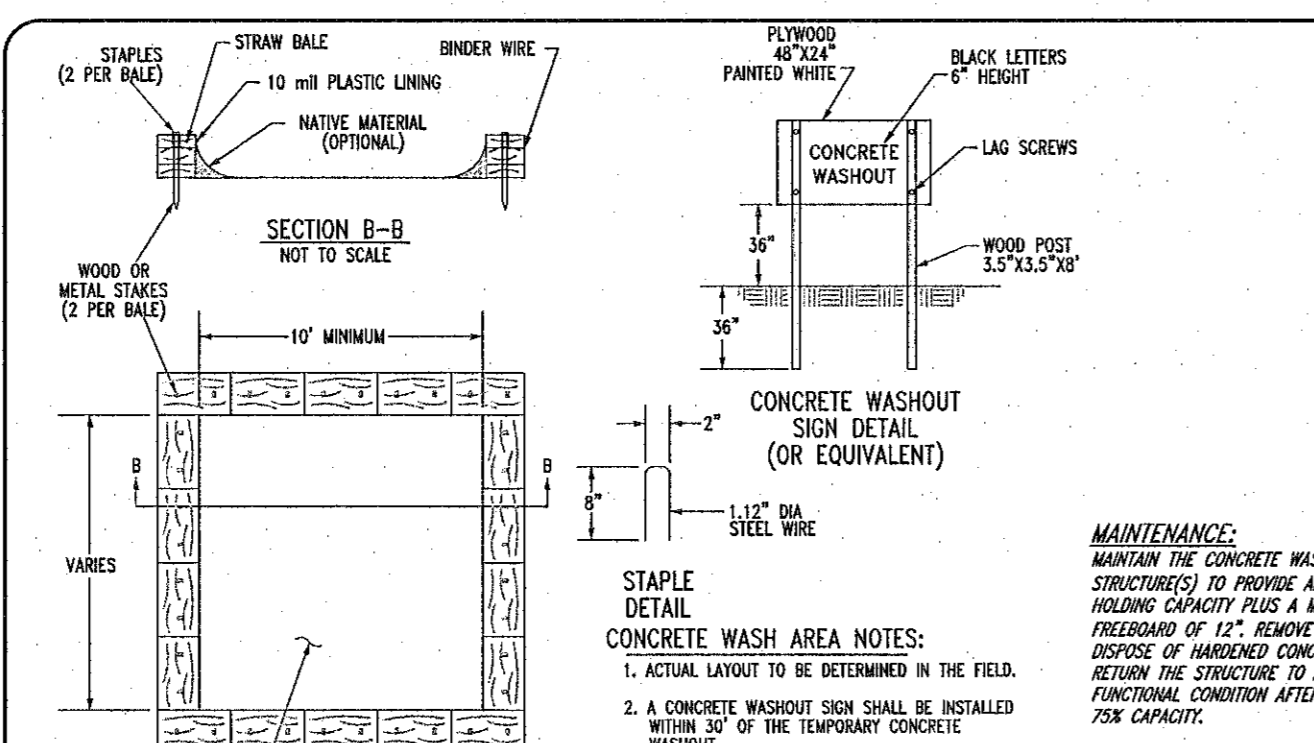 STAPLES
(2 PER BALE)
STRAW BALE
10 mil PLASTIC LINING
NATIVE MATERIAL
(OPTIONAL)
BINDER WIRE
SECTION B-B
NOT TO SCALE
WOOD OR
METAL STAKES
(2 PER BALE)
10' MINIMUM
B
B
VARIES
PLYWOOD
48"X24"
PAINTED WHITE
BLACK LETTERS
6" HEIGHT
CONCRETE
WASHOUT
LAG SCREWS
36"
WOOD POST
3.5"X3.5"X8'
36"
CONCRETE WASHOUT
SIGN DETAIL
(OR EQUIVALENT)
2"
8"
1.12" DIA
STEEL WIRE
STAPLE
DETAIL
CONCRETE WASH AREA NOTES:
1. ACTUAL LAYOUT TO BE DETERMINED IN THE FIELD.
2. A CONCRETE WASHOUT SIGN SHALL BE INSTALLED
WITHIN 30' OF THE TEMPORARY CONCRETE
WASHOUT
MAINTENANCE:
MAINTAIN THE CONCRETE WAS
STRUCTURE(S) TO PROVIDE A
HOLDING CAPACITY PLUS A M
FREEBOARD OF 12". REMOVE
DISPOSE OF HARDENED CONC
RETURN THE STRUCTURE TO
FUNCTIONAL CONDITION AFTE
75% CAPACITY.